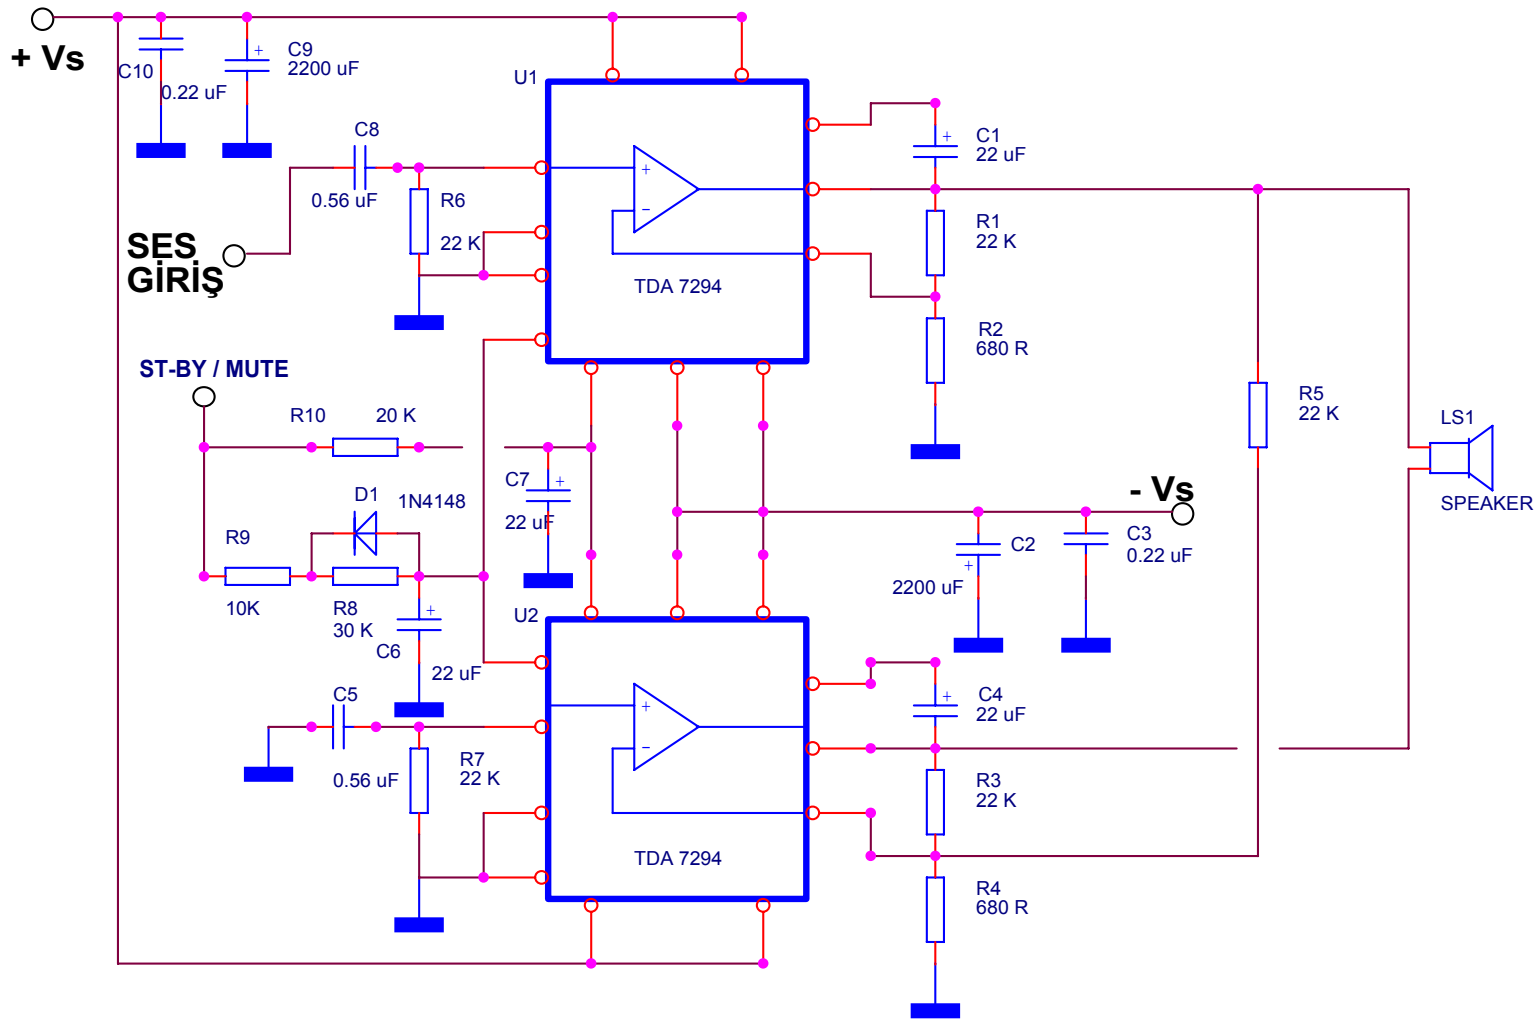 + Vs
C10
0.22 uF
C9
2200 uF
U1
C8
0.56 uF
R6
22 K
SES
GİRİŞ
+
−
TDA 7294
+
C1
22 uF
R1
22 K
R2
680 R
ST-BY / MUTE
R10
20 K
D1
1N4148
R9
10K
R8
30 K
C6
22 uF
C7
22 uF
R5
22 K
LS1
SPEAKER
- Vs
C2
2200 uF
C3
0.22 uF
U2
C5
0.56 uF
R7
22 K
+
−
TDA 7294
+
C4
22 uF
R3
22 K
R4
680 R